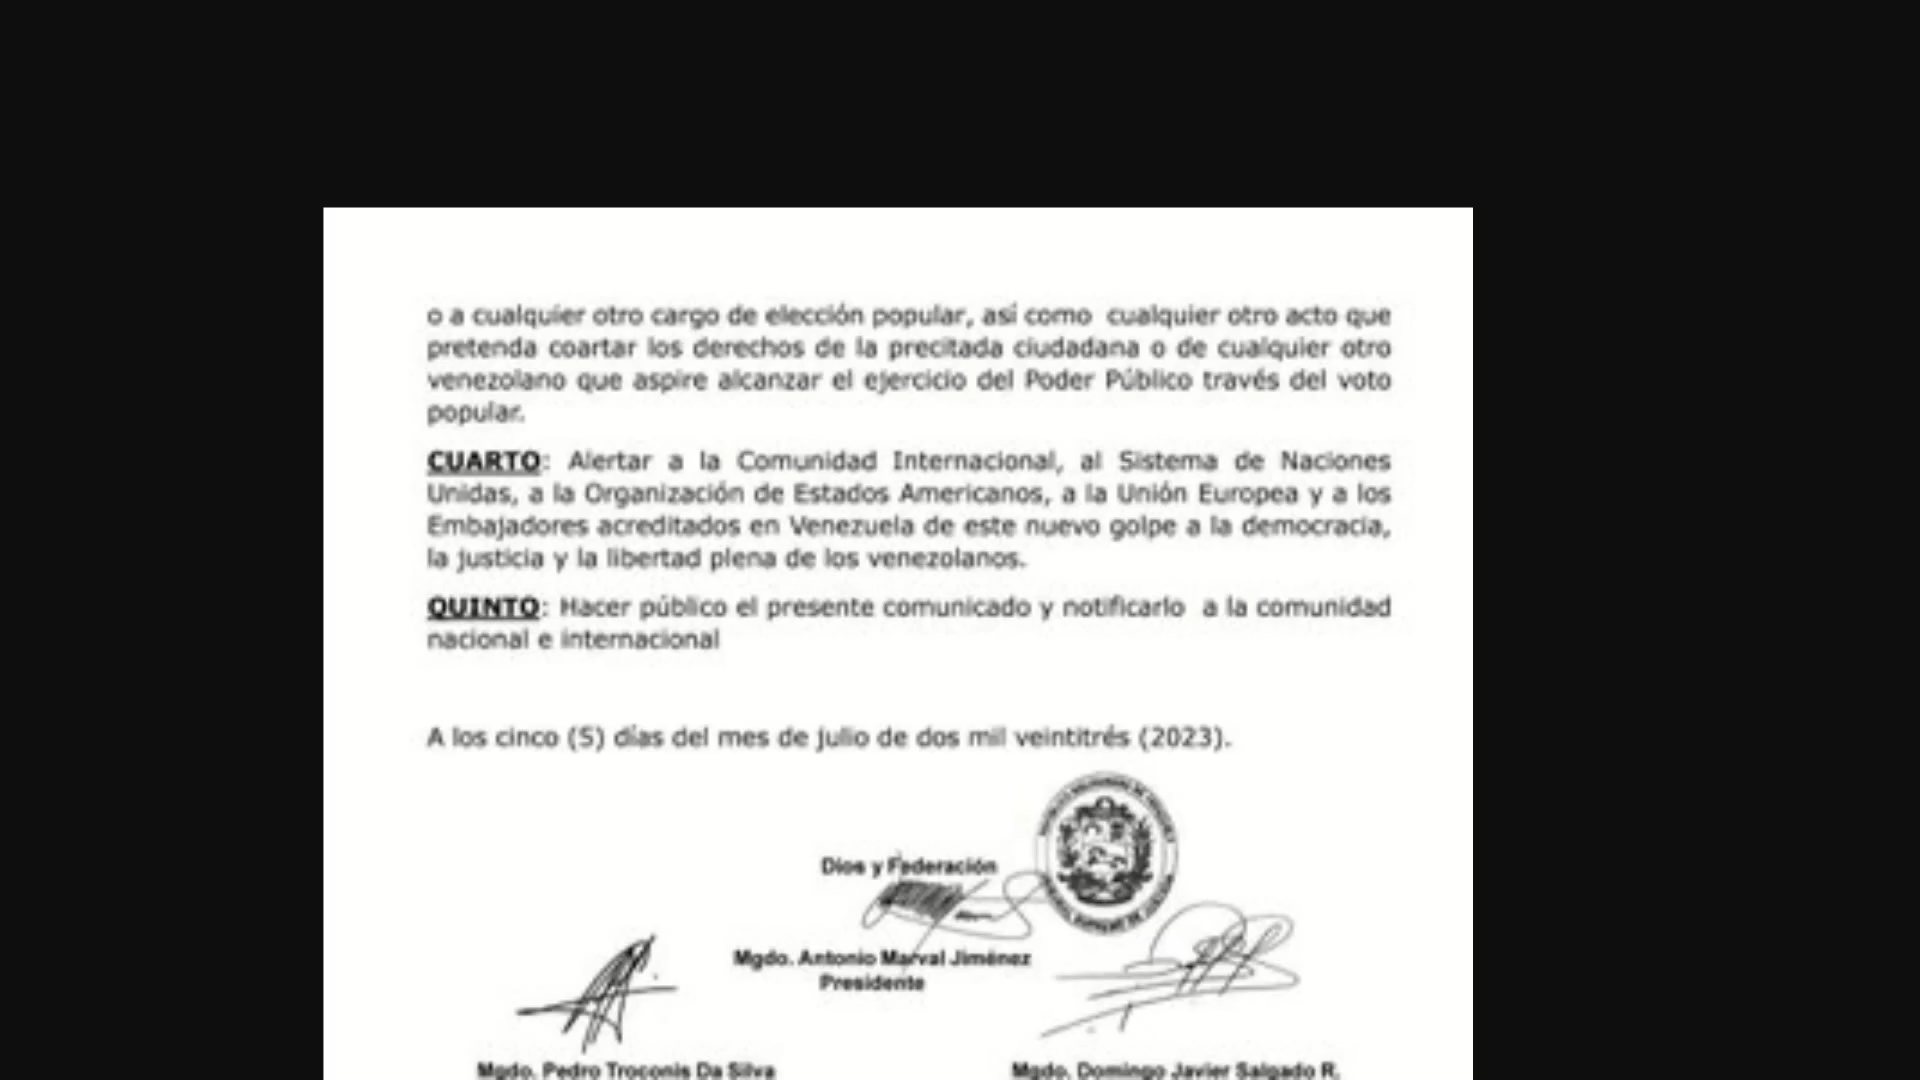 o a cualquier otro cargo de elección popular, así como cualquier otro acto que
pretenda coartar los derechos de la precitada ciudadana o de cualquier otro
venezolano que aspire alcanzar el ejercicio del Poder Público través del voto
popular.
CUARTO: Alertar a la Comunidad Internacional, al Sistema de Naciones
Unidas, a la Organización de Estados Americanos, a la Unión Europea y a los
Embajadores acreditados en Venezuela de este nuevo golpe a la democracia,
la justicia y la libertad plena de los venezolanos.
QUINTO: Hacer público el presente comunicado y notificarlo a la comunidad
nacional e internacional
A los cinco (5) días del mes de julio de dos mil veintitrés (2023).
Dios y Federación
Mgdo. Antonio Marval Jiménez
Presidente
Mgdo. Pedro Troconis Da Silva
Mgdo. Domingo Javier Salgado R.